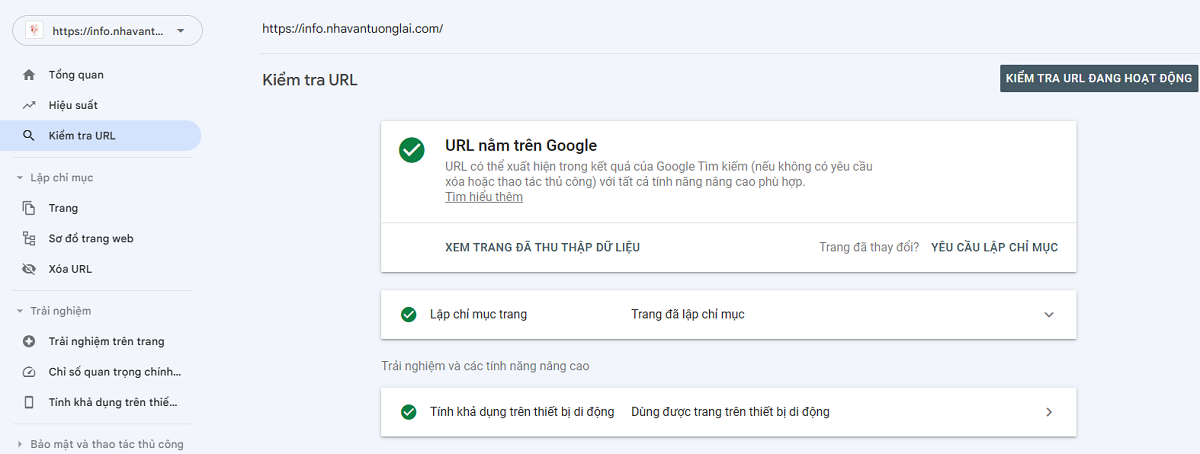 https://info.nhavant...
Tổng quan
Hiệu suất
Kiểm tra URL
Lập chỉ mục
Trang
Sơ đồ trang web
Xóa URL
Trải nghiệm
Trải nghiệm trên trang
Chỉ số quan trọng chính...
Tính khả dụng trên thiế...
Bảo mật và thao tác thủ công
https://info.nhavantuonglai.com/
Kiểm tra URL
KIỂM TRA URL ĐANG HOẠT ĐỘNG
URL nằm trên Google
URL có thể xuất hiện trong kết quả của Google Tìm kiếm (nếu không có yêu cầu
xóa hoặc thao tác thủ công) với tất cả tính năng nâng cao phù hợp.
Tìm hiểu thêm
XEM TRANG ĐÃ THU THẬP DỮ LIỆU
Trang đã thay đổi? YÊU CẦU LẬP CHỈ MỤC
Lập chỉ mục trang Trang đã lập chỉ mục
Trải nghiệm và các tính năng nâng cao
Tính khả dụng trên thiết bị di động Dùng được trang trên thiết bị di động